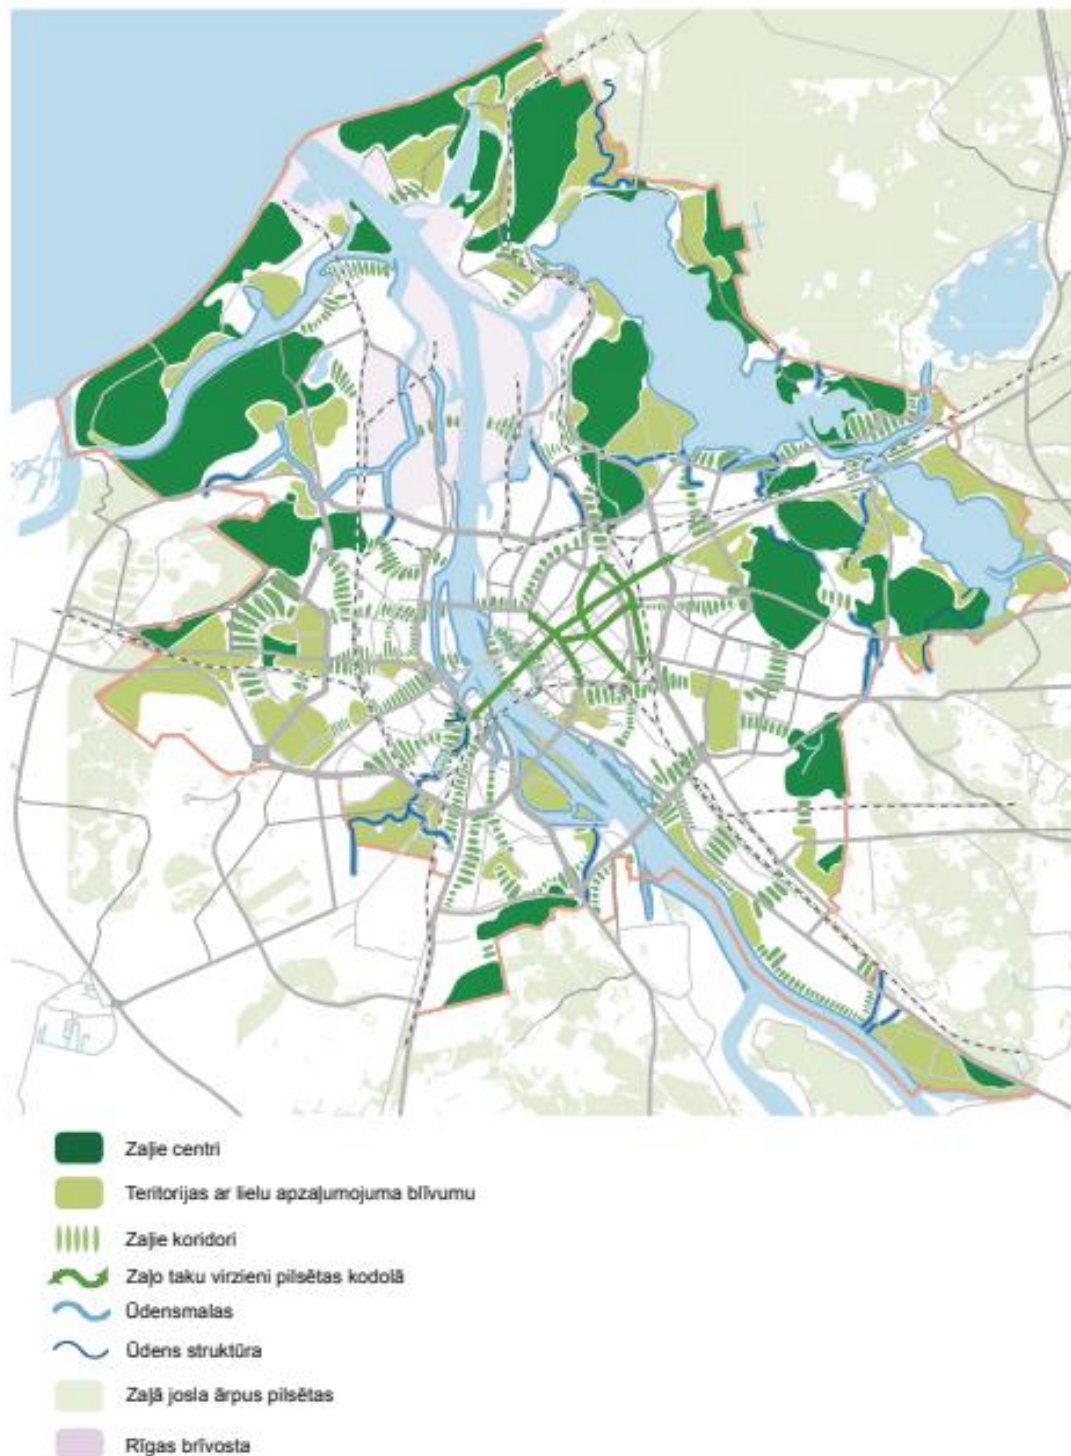 Zaļie centri
Teritorijas ar lielu apzaļumojuma blīvumu
Zaļie koridori
Zaļo taku virzieni pilsētas kodolā
Ūdensmalas
Ūdens struktūra
Zaļā josla ārpus pilsētas
Rīgas brīvosta